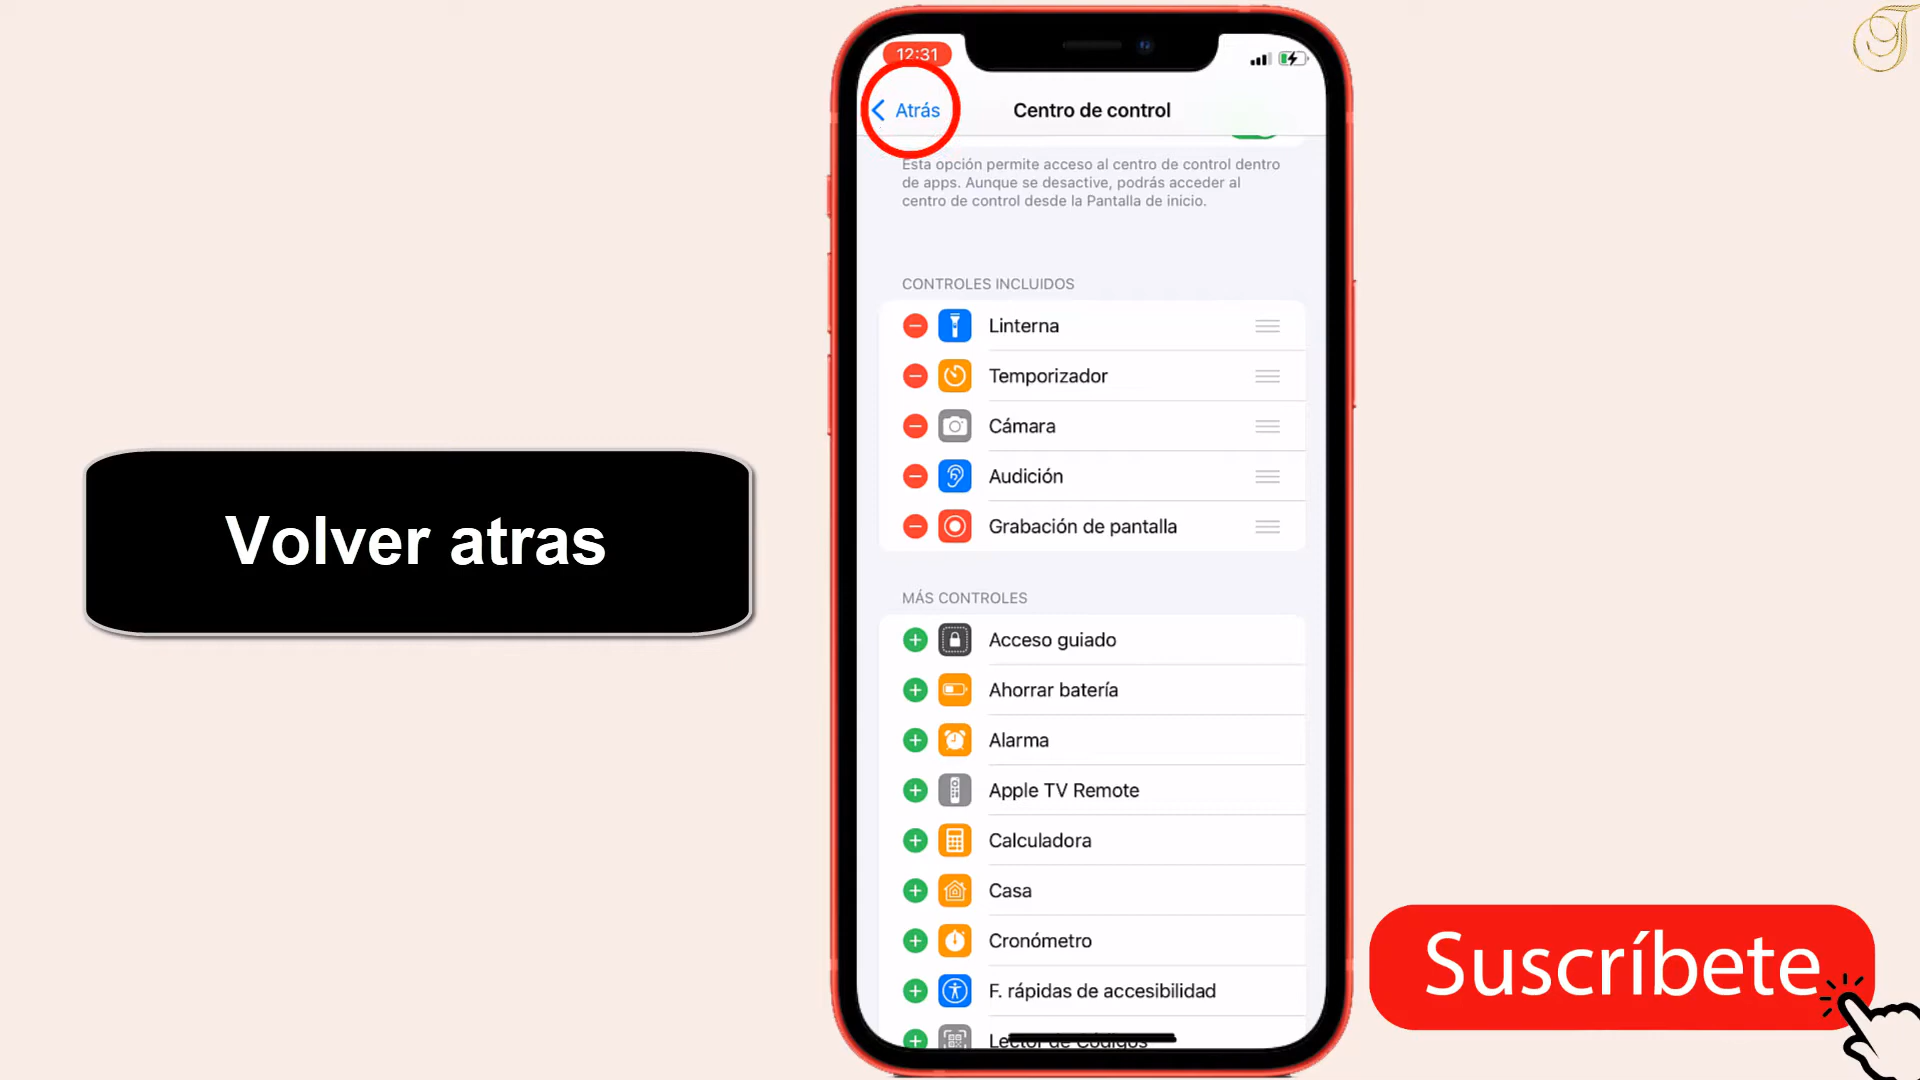 12:31
Atrás
Centro de control
Esta opción permite acceso al centro de control dentro
de apps. Aunque se desactive, podrás acceder al
centro de control desde la Pantalla de inicio.
CONTROLES INCLUIDOS
Linterna
Temporizador
Cámara
Audición
Grabación de pantalla
Volver atras
MÁS CONTROLES
Acceso guiado
Ahorrar batería
Alarma
Apple TV Remote
Calculadora
Casa
Cronómetro
F. rápidas de accesibilidad
Lector de Códigos
Suscríbete